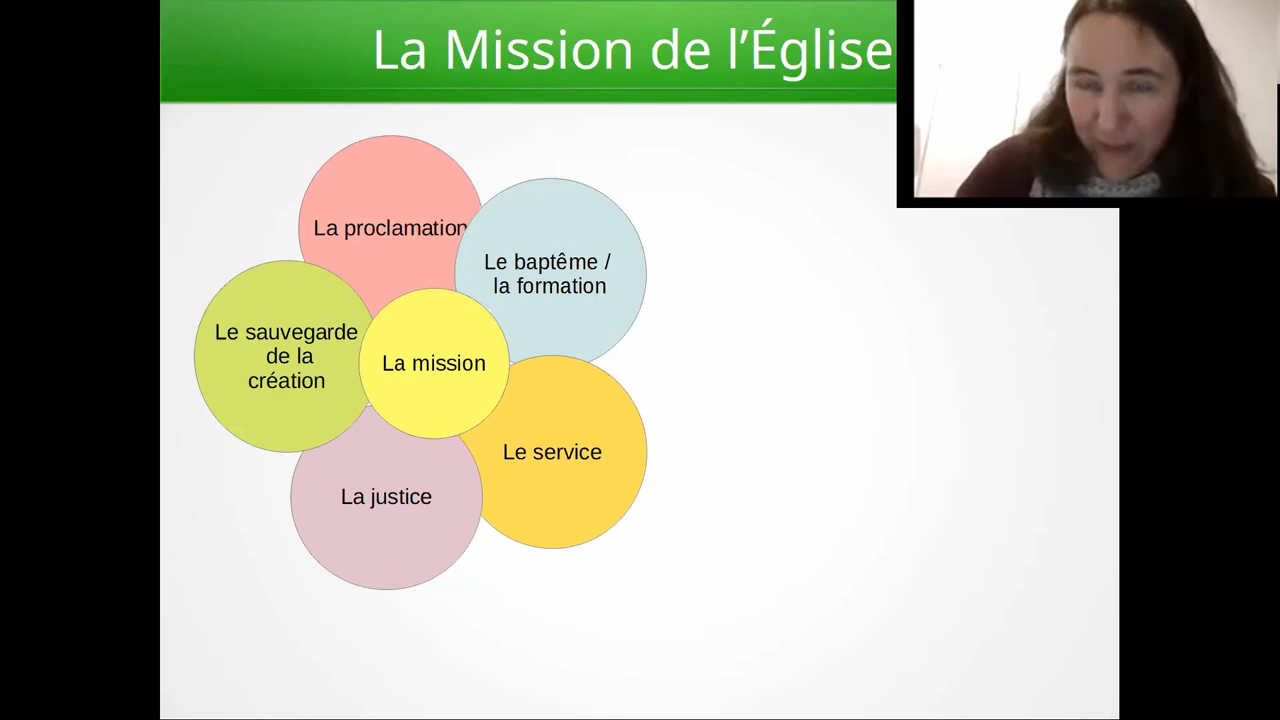 La Mission de l’Église
La proclamation
Le baptême /
la formation
Le sauvegarde
de la
création
La mission
Le service
La justice